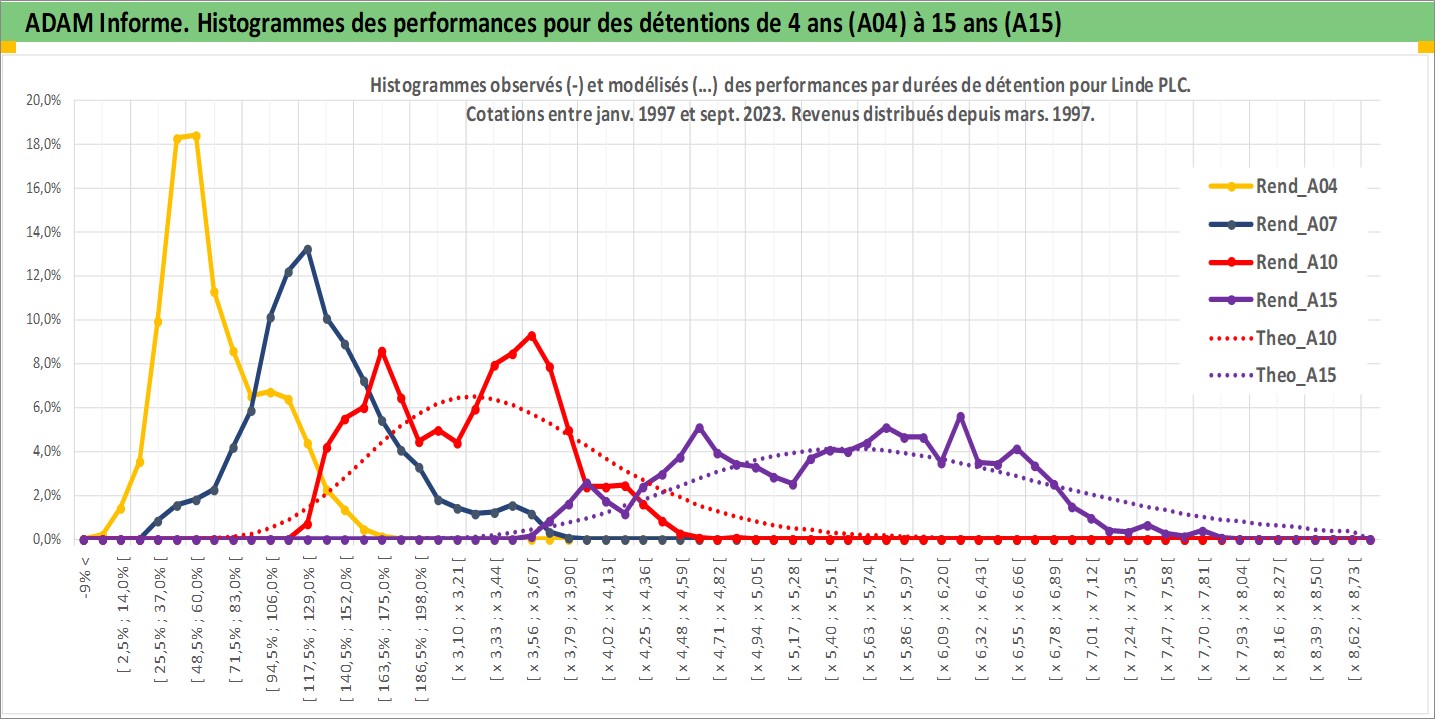 ADAM Informe. Histogrammes des performances pour des détentions de 4 ans (A04) à 15 ans (A15)
Histogrammes observés (-) et modélisés (...) des performances par durées de détention pour Linde PLC.
Cotations entre janv. 1997 et sept. 2023. Revenus distribués depuis mars. 1997.
20,0%
18,0%
16,0%
14,0%
12,0%
10,0%
8,0%
6,0%
4,0%
2,0%
0,0%
Rend_A04
Rend_A07
Rend_A10
Rend_A15
Theo_A10
Theo_A15
-9% <
[ 2,5% ; 14,0% [
[ 25,5% ; 37,0% [
[ 48,5% ; 60,0% [
[ 71,5% ; 83,0% [
[ 94,5% ; 106,0% [
[ 117,5% ; 129,0% [
[ 140,5% ; 152,0% [
[ 163,5% ; 175,0% [
[ 186,5% ; 198,0% [
[ x 3,10 ; x 3,21 [
[ x 3,33 ; x 3,44 [
[ x 3,56 ; x 3,67 [
[ x 3,79 ; x 3,90 [
[ x 4,02 ; x 4,13 [
[ x 4,25 ; x 4,36 [
[ x 4,48 ; x 4,59 [
[ x 4,71 ; x 4,82 [
[ x 4,94 ; x 5,05 [
[ x 5,17 ; x 5,28 [
[ x 5,40 ; x 5,51 [
[ x 5,63 ; x 5,74 [
[ x 5,86 ; x 5,97 [
[ x 6,09 ; x 6,20 [
[ x 6,32 ; x 6,43 [
[ x 6,55 ; x 6,66 [
[ x 6,78 ; x 6,89 [
[ x 7,01 ; x 7,12 [
[ x 7,24 ; x 7,35 [
[ x 7,47 ; x 7,58 [
[ x 7,70 ; x 7,81 [
[ x 7,93 ; x 8,04 [
[ x 8,16 ; x 8,27 [
[ x 8,39 ; x 8,50 [
[ x 8,62 ; x 8,73 [